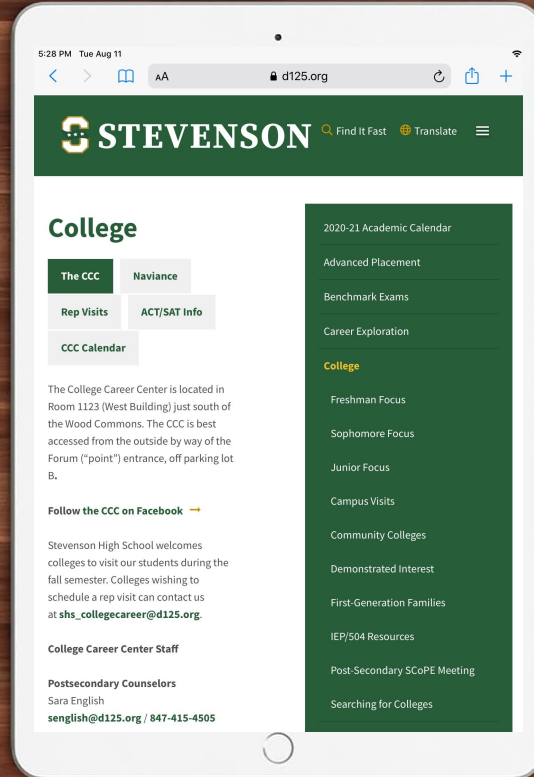 5:28 PM Tue Aug 11
AA
d125.org
STEVENSON
Find It Fast
Translate
College
The CCC
Naviance
Rep Visits
ACT/SAT Info
CCC Calendar
The College Career Center is located in
Room 1123 (West Building) just south of
the Wood Commons. The CCC is best
accessed from the outside by way of the
Forum (“point”) entrance, off parking lot
B.
Follow the CCC on Facebook →
Stevenson High School welcomes
colleges to visit our students during the
fall semester. Colleges wishing to
schedule a rep visit can contact us
at shs_collegecareer@d125.org.
College Career Center Staff
Postsecondary Counselors
Sara English
senglish@d125.org / 847-415-4505
2020-21 Academic Calendar
Advanced Placement
Benchmark Exams
Career Exploration
College
Freshman Focus
Sophomore Focus
Junior Focus
Campus Visits
Community Colleges
Demonstrated Interest
First-Generation Families
IEP/504 Resources
Post-Secondary SCoPE Meeting
Searching for Colleges